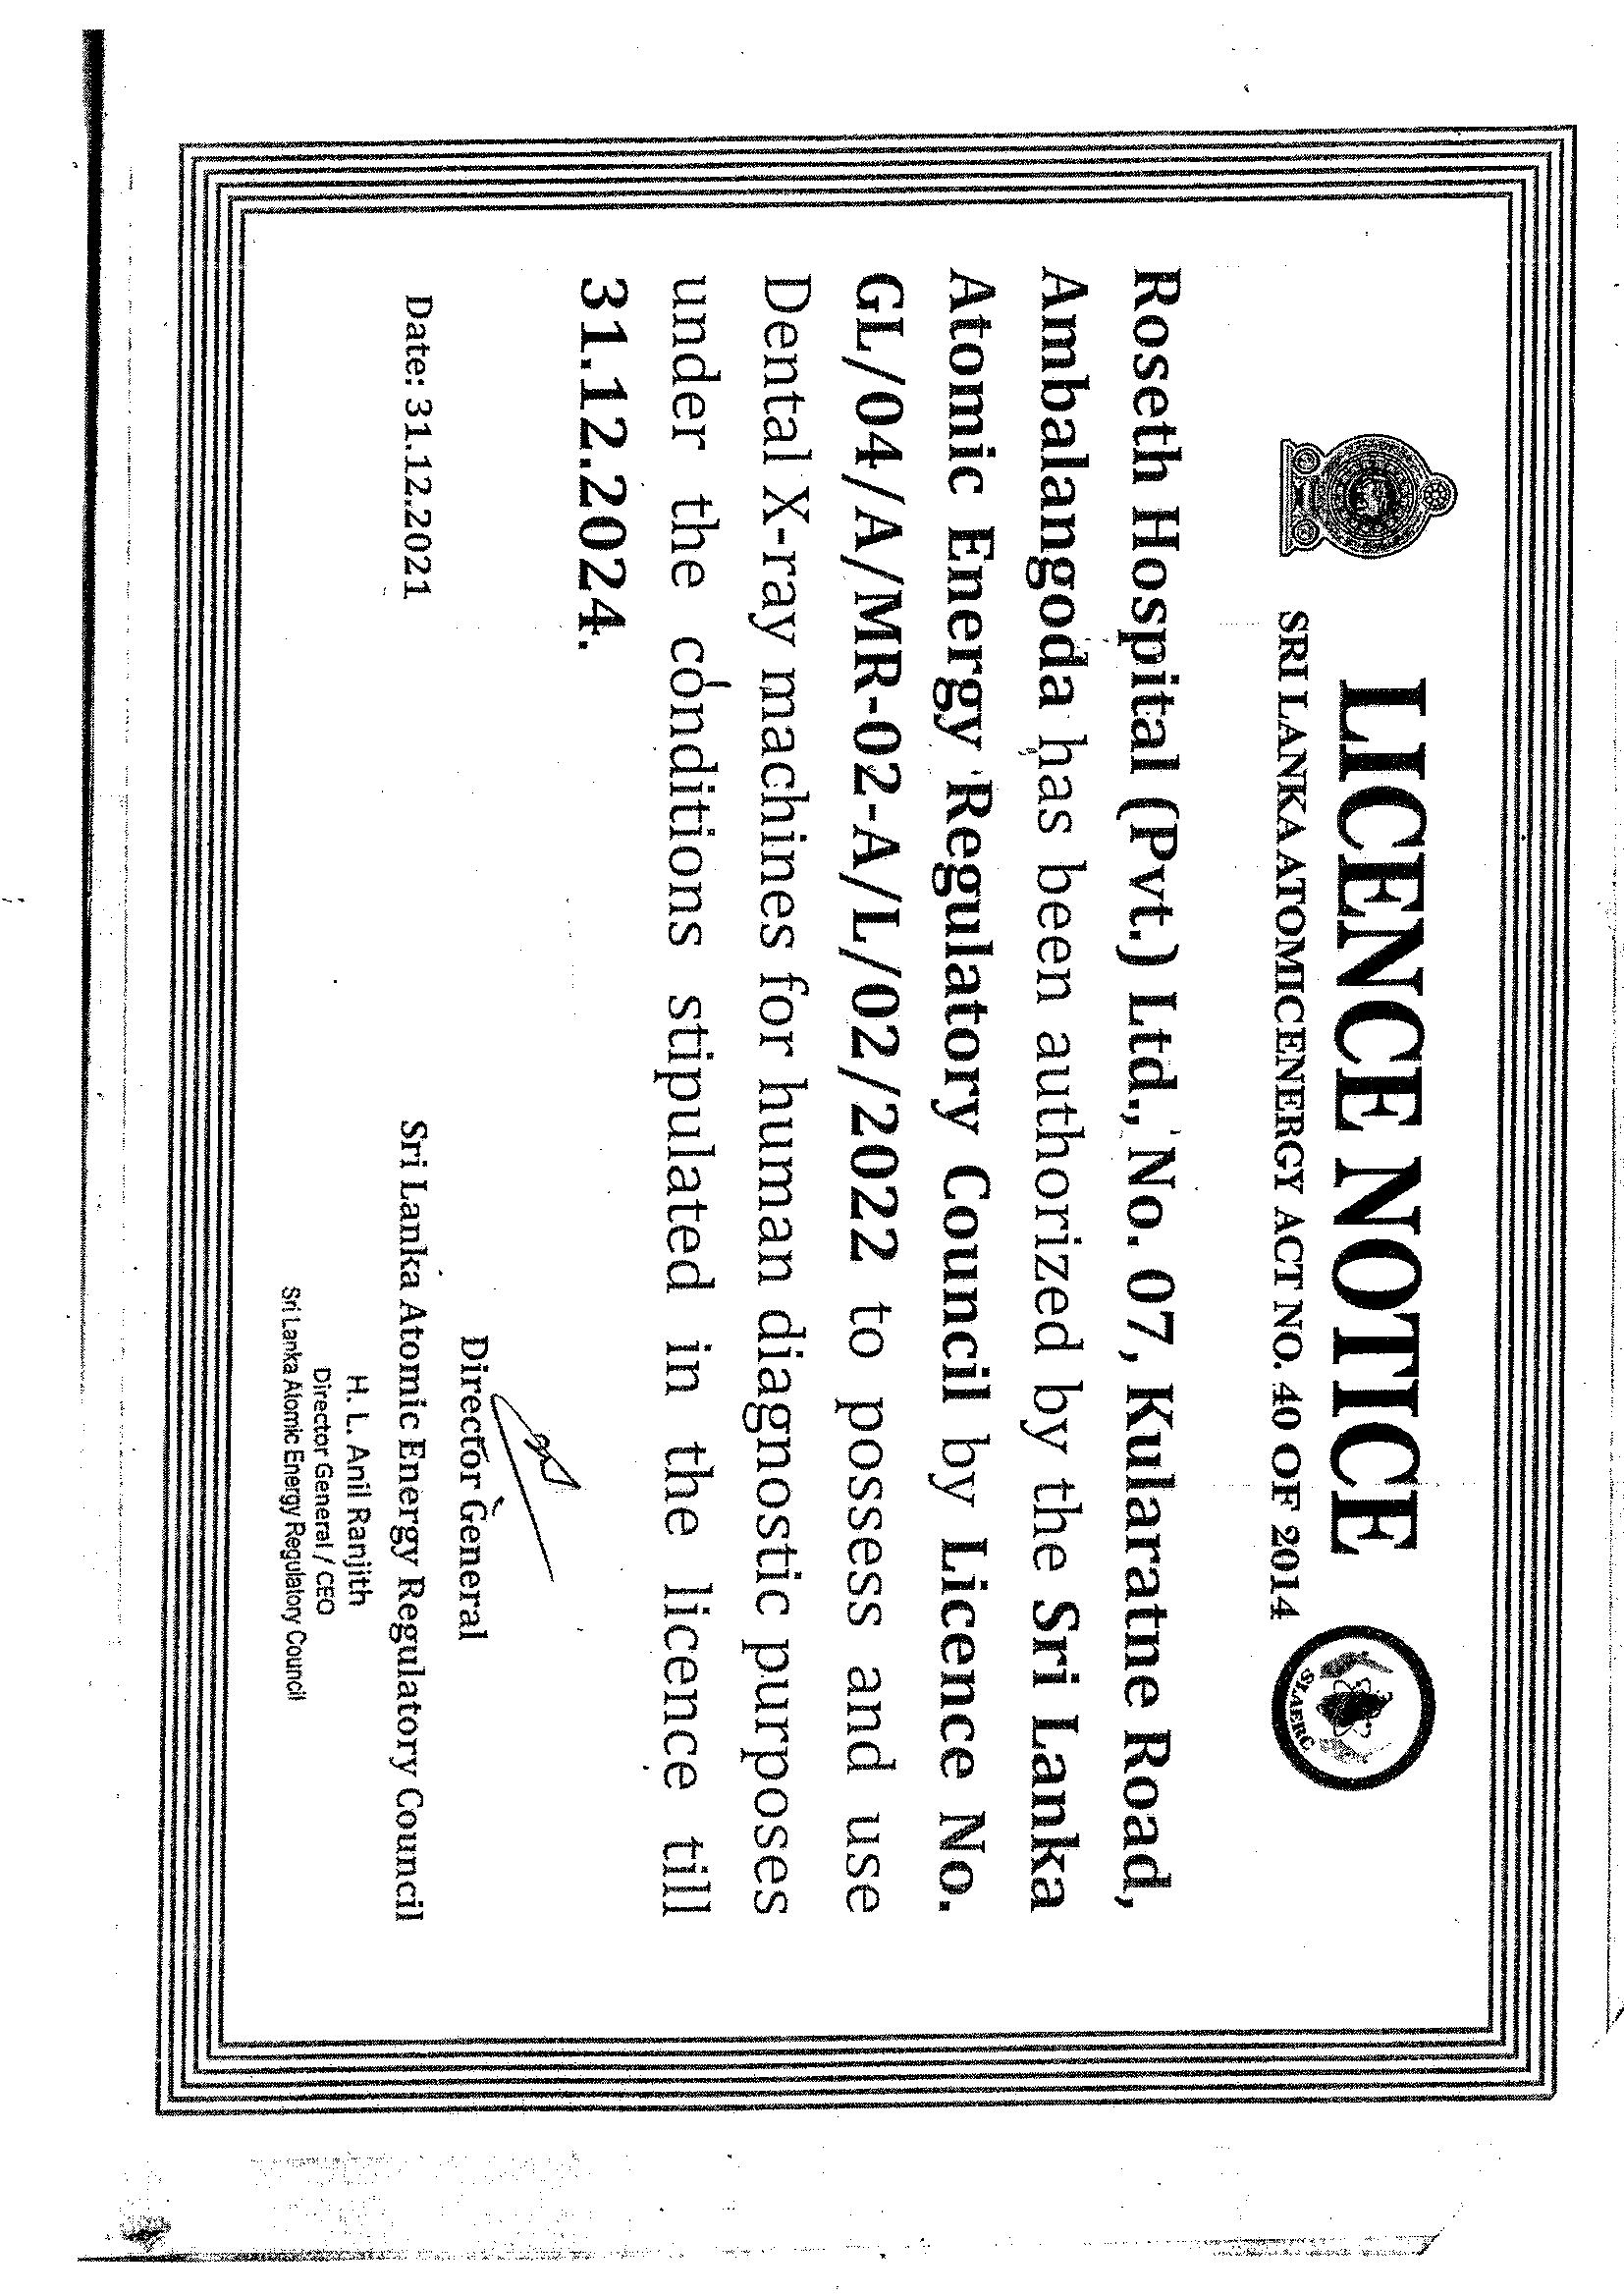 LICENCE NOTICE
SRI LANKA ATOMIC ENERGY ACT NO. 40 OF 2014
SLAERC
Roseth Hospital (Pvt.) Ltd., No. 07, Kularatne Road,
Ambalangoda has been authorized by the Sri Lanka
Atomic Energy Regulatory Council by Licence No.
GL/04/A/MR-02-A/L/02/2022 to possess and use
Dental X-ray machines for human diagnostic purposes
under the conditions stipulated in the licence till
31.12.2024.
Director General
Date: 31.12.2021
Sri Lanka Atomic Energy Regulatory Council
H. L. Anil Ranjith
Director General / CEO
Sri Lanka Atomic Energy Regulatory Council